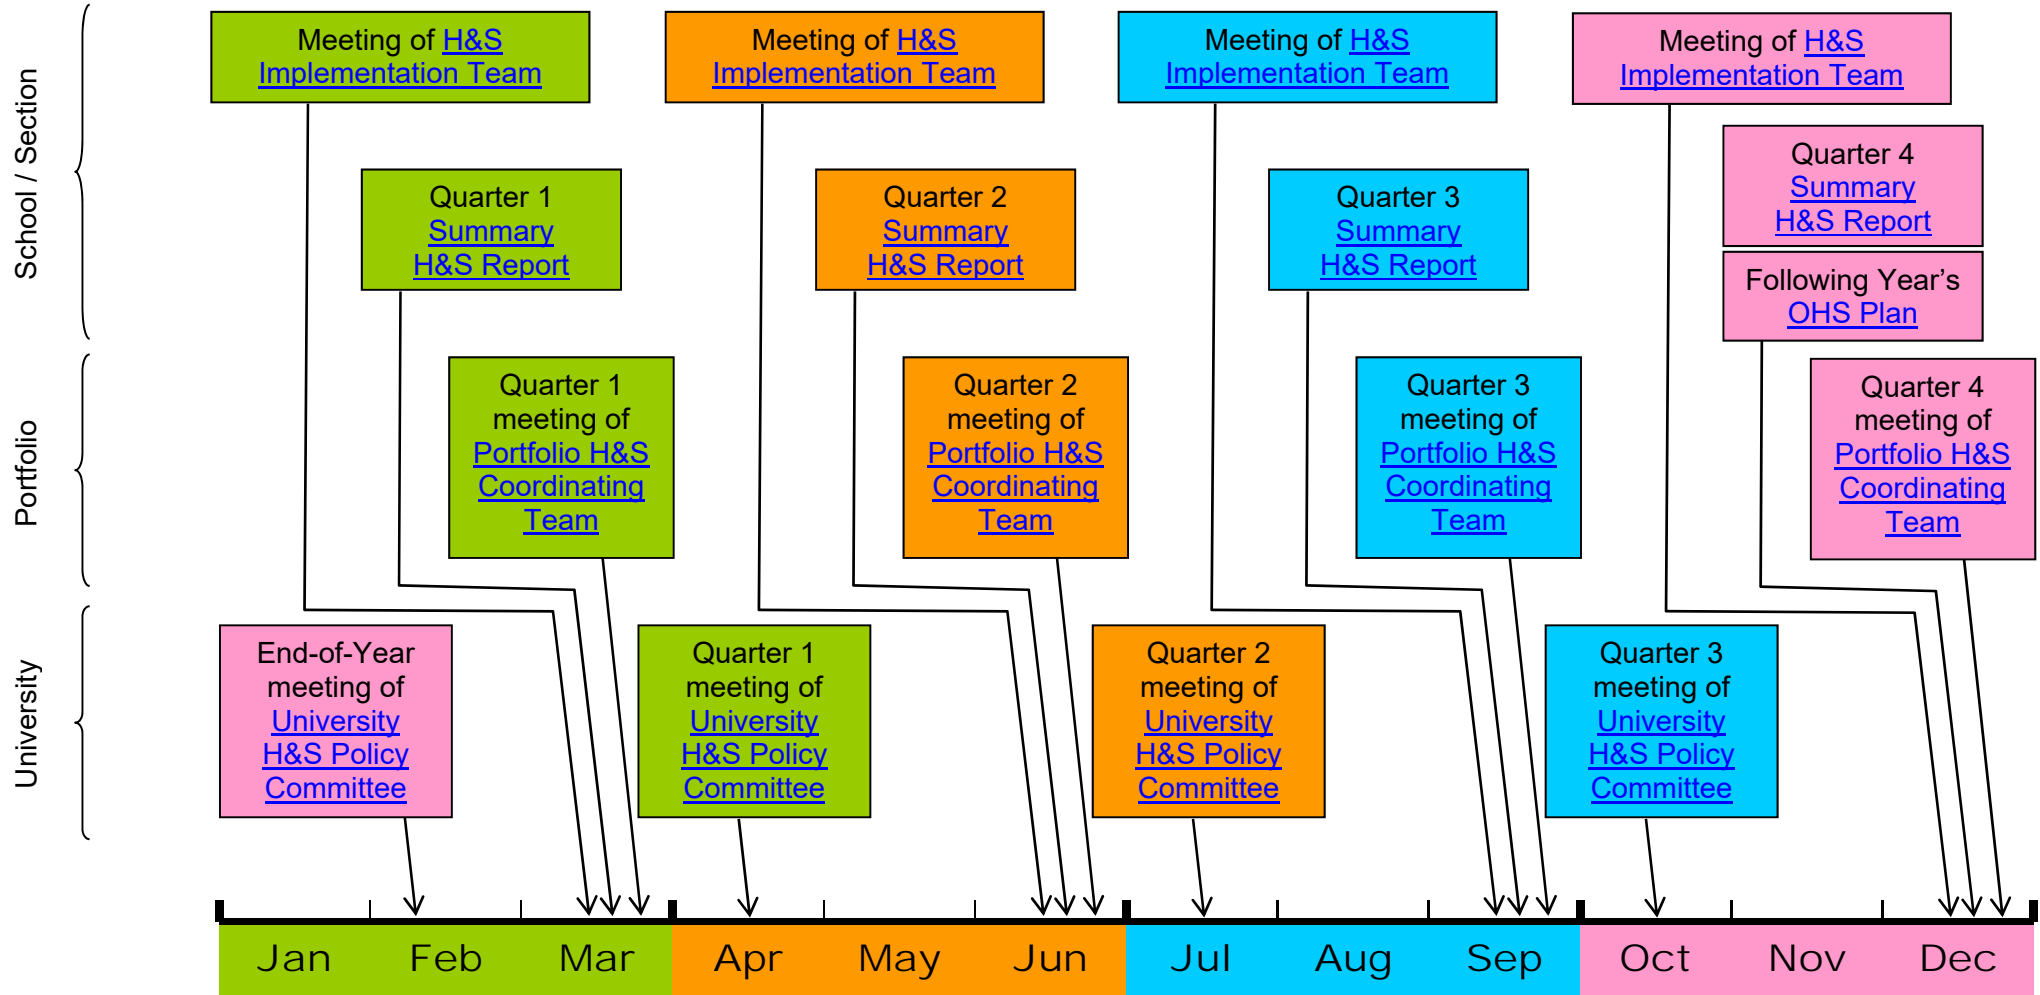 School / Section
Meeting of H&S
Implementation Team
Meeting of H&S
Implementation Team
Meeting of H&S
Implementation Team
Meeting of H&S
Implementation Team
Quarter 1
Summary
H&S Report
Quarter 2
Summary
H&S Report
Quarter 3
Summary
H&S Report
Quarter 4
Summary
H&S Report
Following Year’s
OHS Plan
Portfolio
Quarter 1
meeting of
Portfolio H&S
Coordinating
Team
Quarter 2
meeting of
Portfolio H&S
Coordinating
Team
Quarter 3
meeting of
Portfolio H&S
Coordinating
Team
Quarter 4
meeting of
Portfolio H&S
Coordinating
Team
University
End-of-Year
meeting of
University
H&S Policy
Committee
Quarter 1
meeting of
University
H&S Policy
Committee
Quarter 2
meeting of
University
H&S Policy
Committee
Quarter 3
meeting of
University
H&S Policy
Committee
Jan Feb Mar Apr May Jun Jul Aug Sep Oct Nov Dec